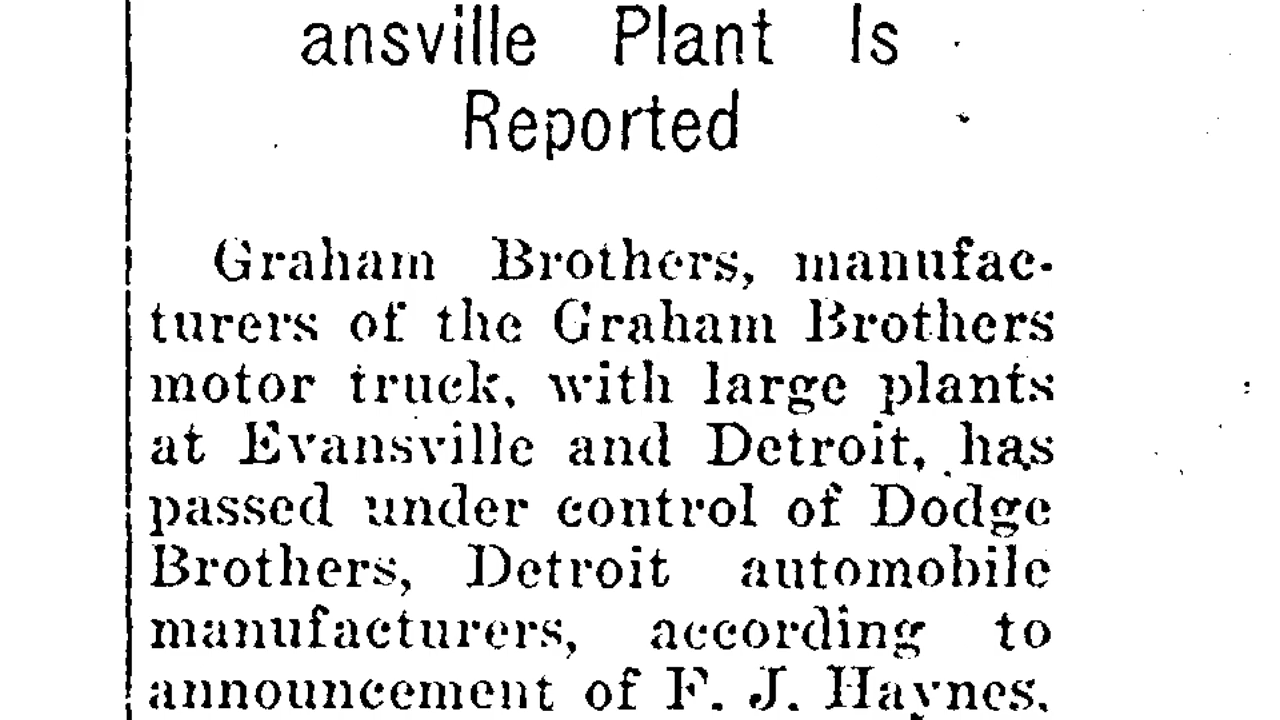 ansville Plant Is
Reported
Graham Brothers, manufac-
turers of the Graham Brothers
motor truck, with large plants
at Evansville and Detroit, has
passed under control of Dodge
Brothers, Detroit automobile
manufacturers, according to
announcement of F. J. Haynes,